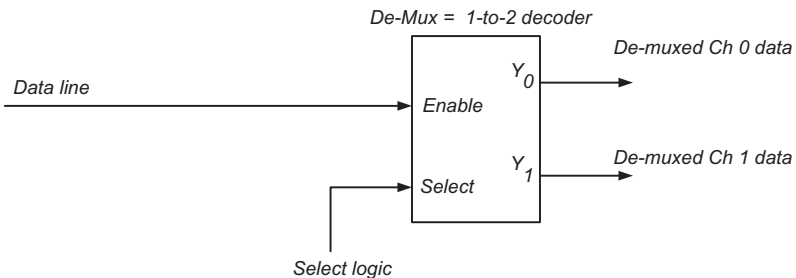 De-Mux = 1-to-2 decoder
De-muxed Ch 0 data
Y0
Data line
Enable
De-muxed Ch 1 data
Y1
Select
Select logic